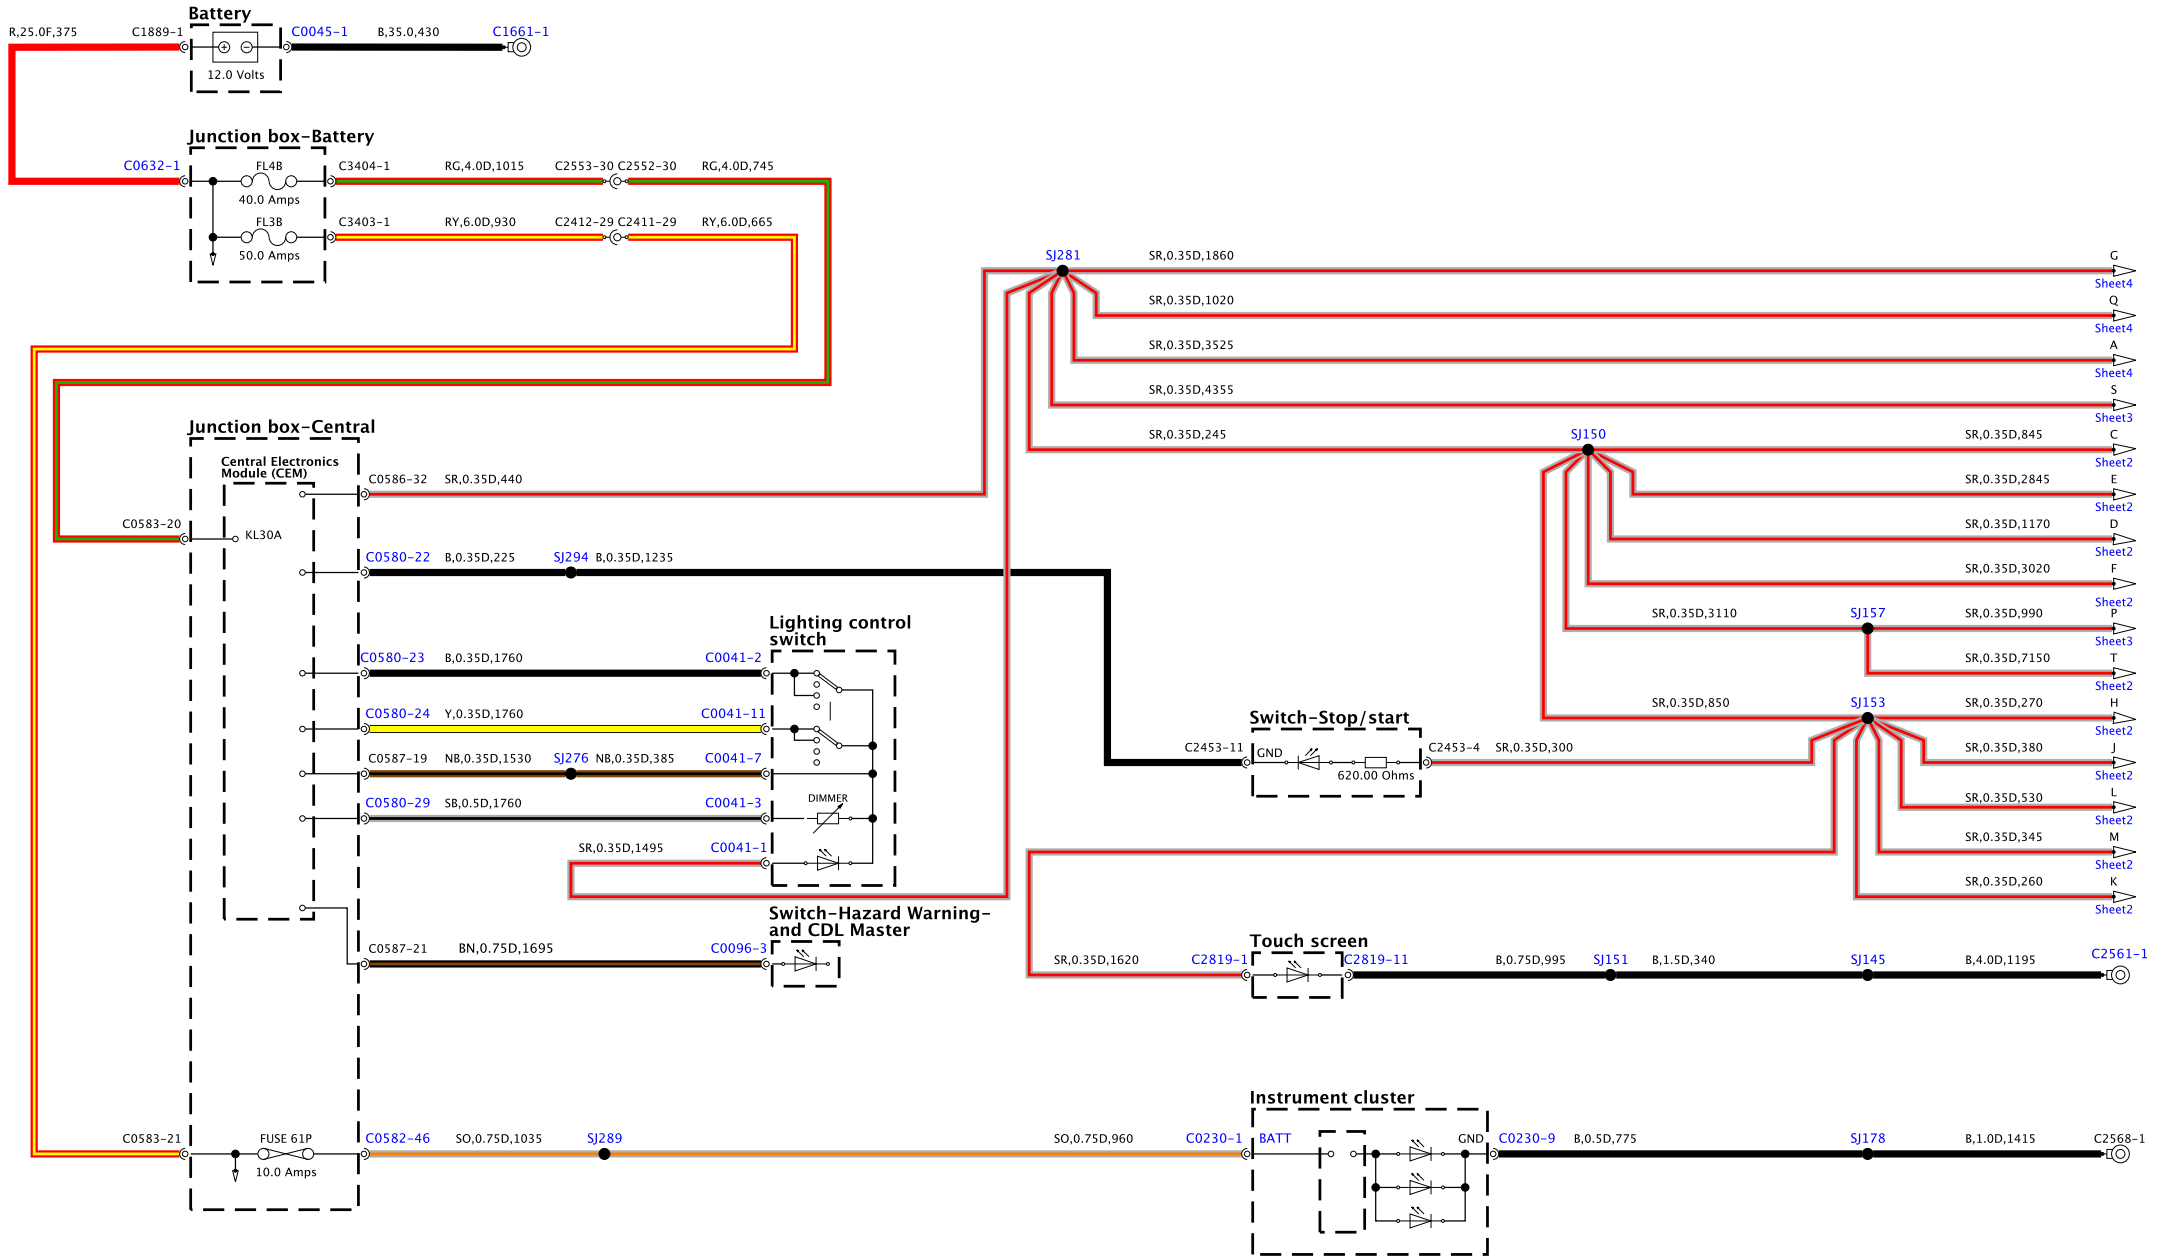 Battery
R,25.0F,375
C1889-1
C0045-1
B,35.0,430
C1661-1
12.0 Volts
Junction box-Battery
C0632-1
FL4B
C3404-1
RG,4.0D,1015
C2553-30
C2552-30
RG,4.0D,745
40.0 Amps
FL3B
C3403-1
RY,6.0D,930
C2412-29
C2411-29
RY,6.0D,665
50.0 Amps
SJ281
SR,0.35D,1860
G
Sheet4
SR,0.35D,1020
Q
Sheet4
SR,0.35D,3525
A
Sheet4
SR,0.35D,4355
S
Sheet3
SR,0.35D,245
SJ150
SR,0.35D,845
C
Sheet2
SR,0.35D,2845
E
Sheet2
SR,0.35D,1170
D
Sheet2
SR,0.35D,3020
F
Sheet2
SR,0.35D,3110
SJ157
SR,0.35D,990
P
Sheet3
SR,0.35D,7150
T
Sheet2
SR,0.35D,850
SJ153
SR,0.35D,270
H
Sheet2
SR,0.35D,380
J
Sheet2
SR,0.35D,530
L
Sheet2
SR,0.35D,345
M
Sheet2
SR,0.35D,260
K
Sheet2
Junction box-Central
Central Electronics
Module (CEM)
C0586-32
SR,0.35D,440
C0583-20
KL30A
C0580-22
B,0.35D,225
SJ294
B,0.35D,1235
Lighting control
switch
C0580-23
B,0.35D,1760
C0041-2
C0580-24
Y,0.35D,1760
C0041-11
C0587-19
NB,0.35D,1530
SJ276
NB,0.35D,385
C0041-7
C0580-29
SB,0.5D,1760
C0041-3
DIMMER
SR,0.35D,1495
C0041-1
Switch-Stop/start
C2453-11
GND
620.00 Ohms
C2453-4
SR,0.35D,300
Switch-Hazard Warning-
and CDL Master
C0587-21
BN,0.75D,1695
C0096-3
Touch screen
SR,0.35D,1620
C2819-1
C2819-11
B,0.75D,995
SJ151
B,1.5D,340
SJ145
B,4.0D,1195
C2561-1
Instrument cluster
C0583-21
FUSE 61P
10.0 Amps
C0582-46
SO,0.75D,1035
SJ289
SO,0.75D,960
C0230-1
BATT
GND
C0230-9
B,0.5D,775
SJ178
B,1.0D,1415
C2568-1